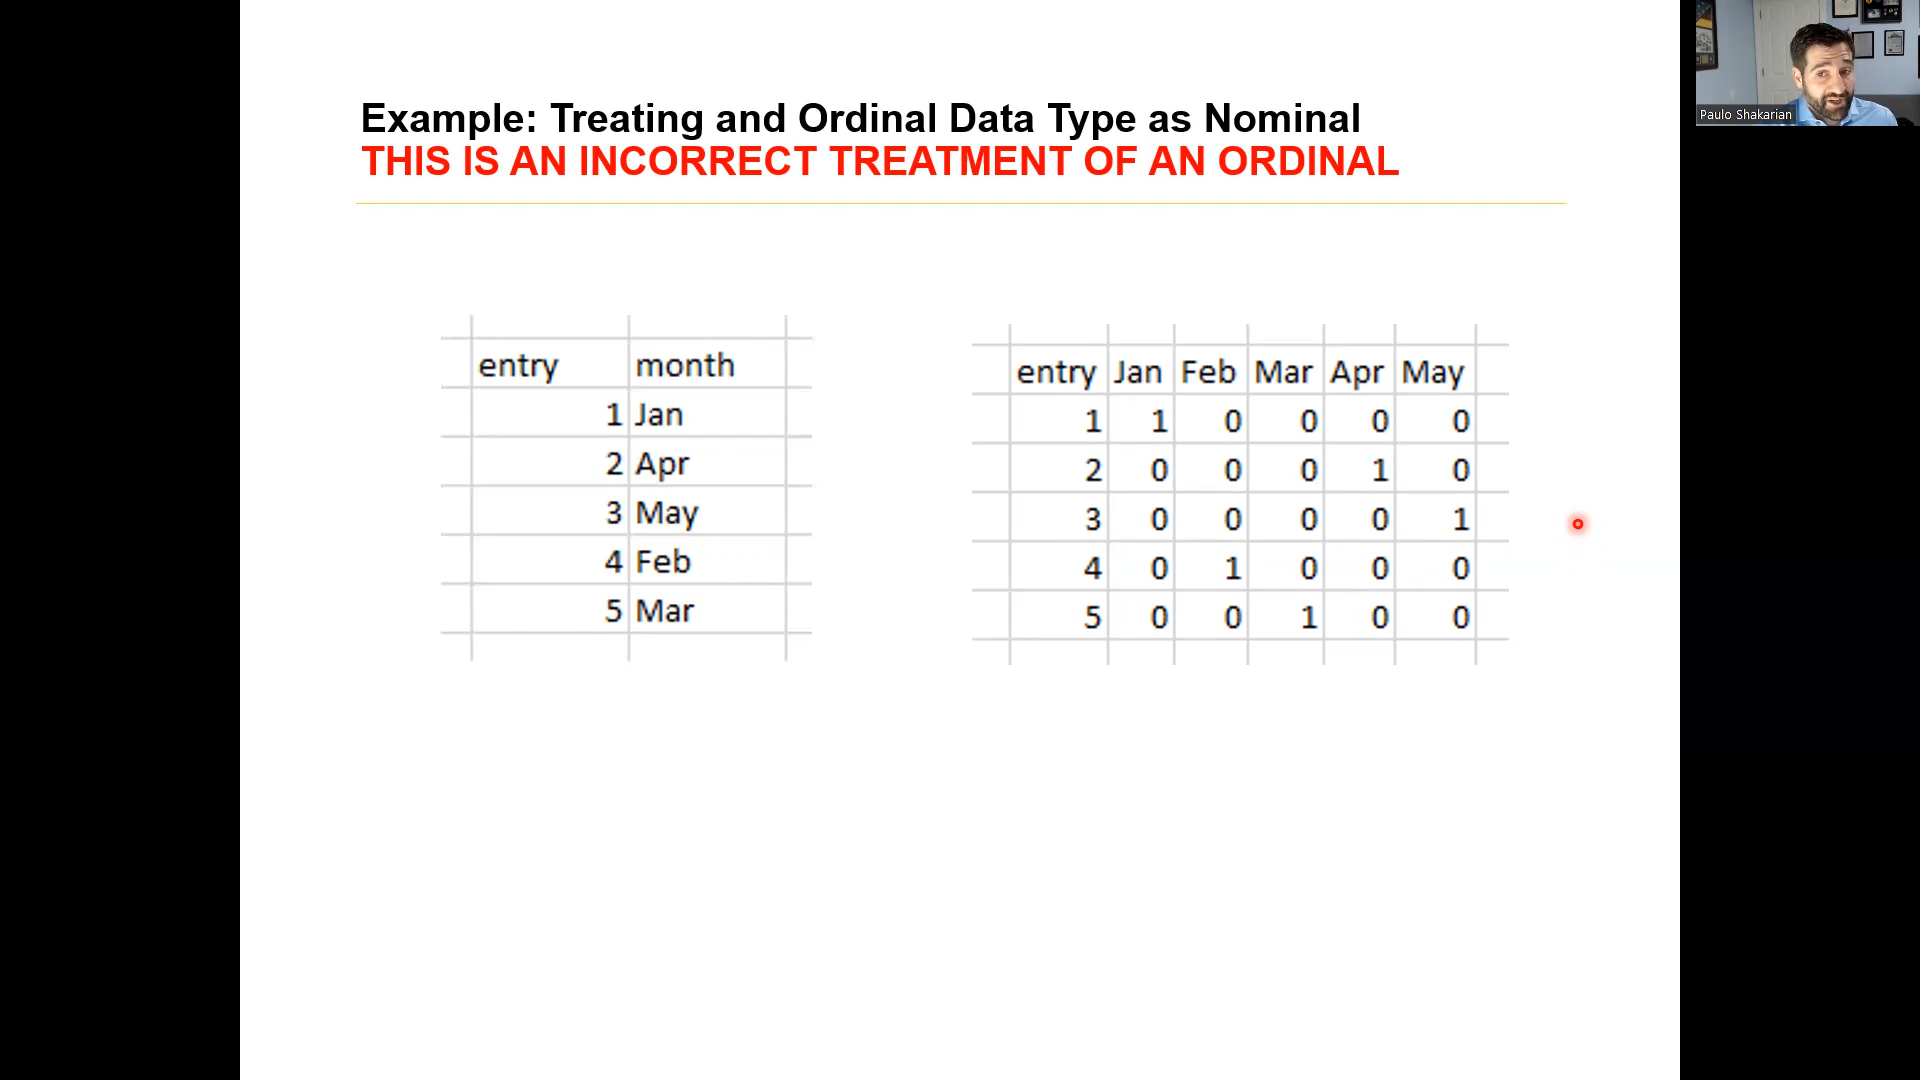 Example: Treating and Ordinal Data Type as Nominal
THIS IS AN INCORRECT TREATMENT OF AN ORDINAL
entry month
1 Jan
2 Apr
3 May
4 Feb
5 Mar
entry Jan Feb Mar Apr May
1 1 0 0 0 0
2 0 0 0 1 0
3 0 0 0 0 1
4 0 1 0 0 0
5 0 0 1 0 0
Paulo Shakarian